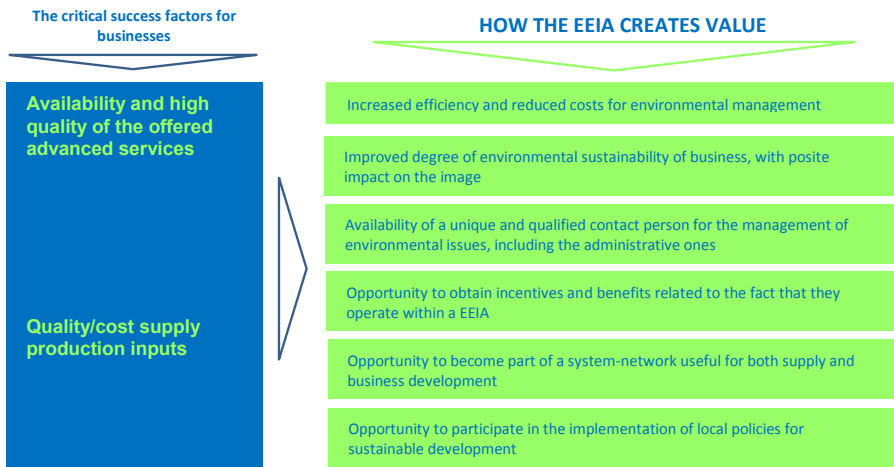 The critical success factors for
businesses
HOW THE EEIA CREATES VALUE
Availability and high
quality of the offered
advanced services
Quality/cost supply
production inputs
Increased efficiency and reduced costs for environmental management
Improved degree of environmental sustainability of business, with posite
impact on the image
Availability of a unique and qualified contact person for the management of
environmental issues, including the administrative ones
Opportunity to obtain incentives and benefits related to the fact that they
operate within a EEIA
Opportunity to become part of a system-network useful for both supply and
business development
Opportunity to participate in the implementation of local policies for
sustainable development